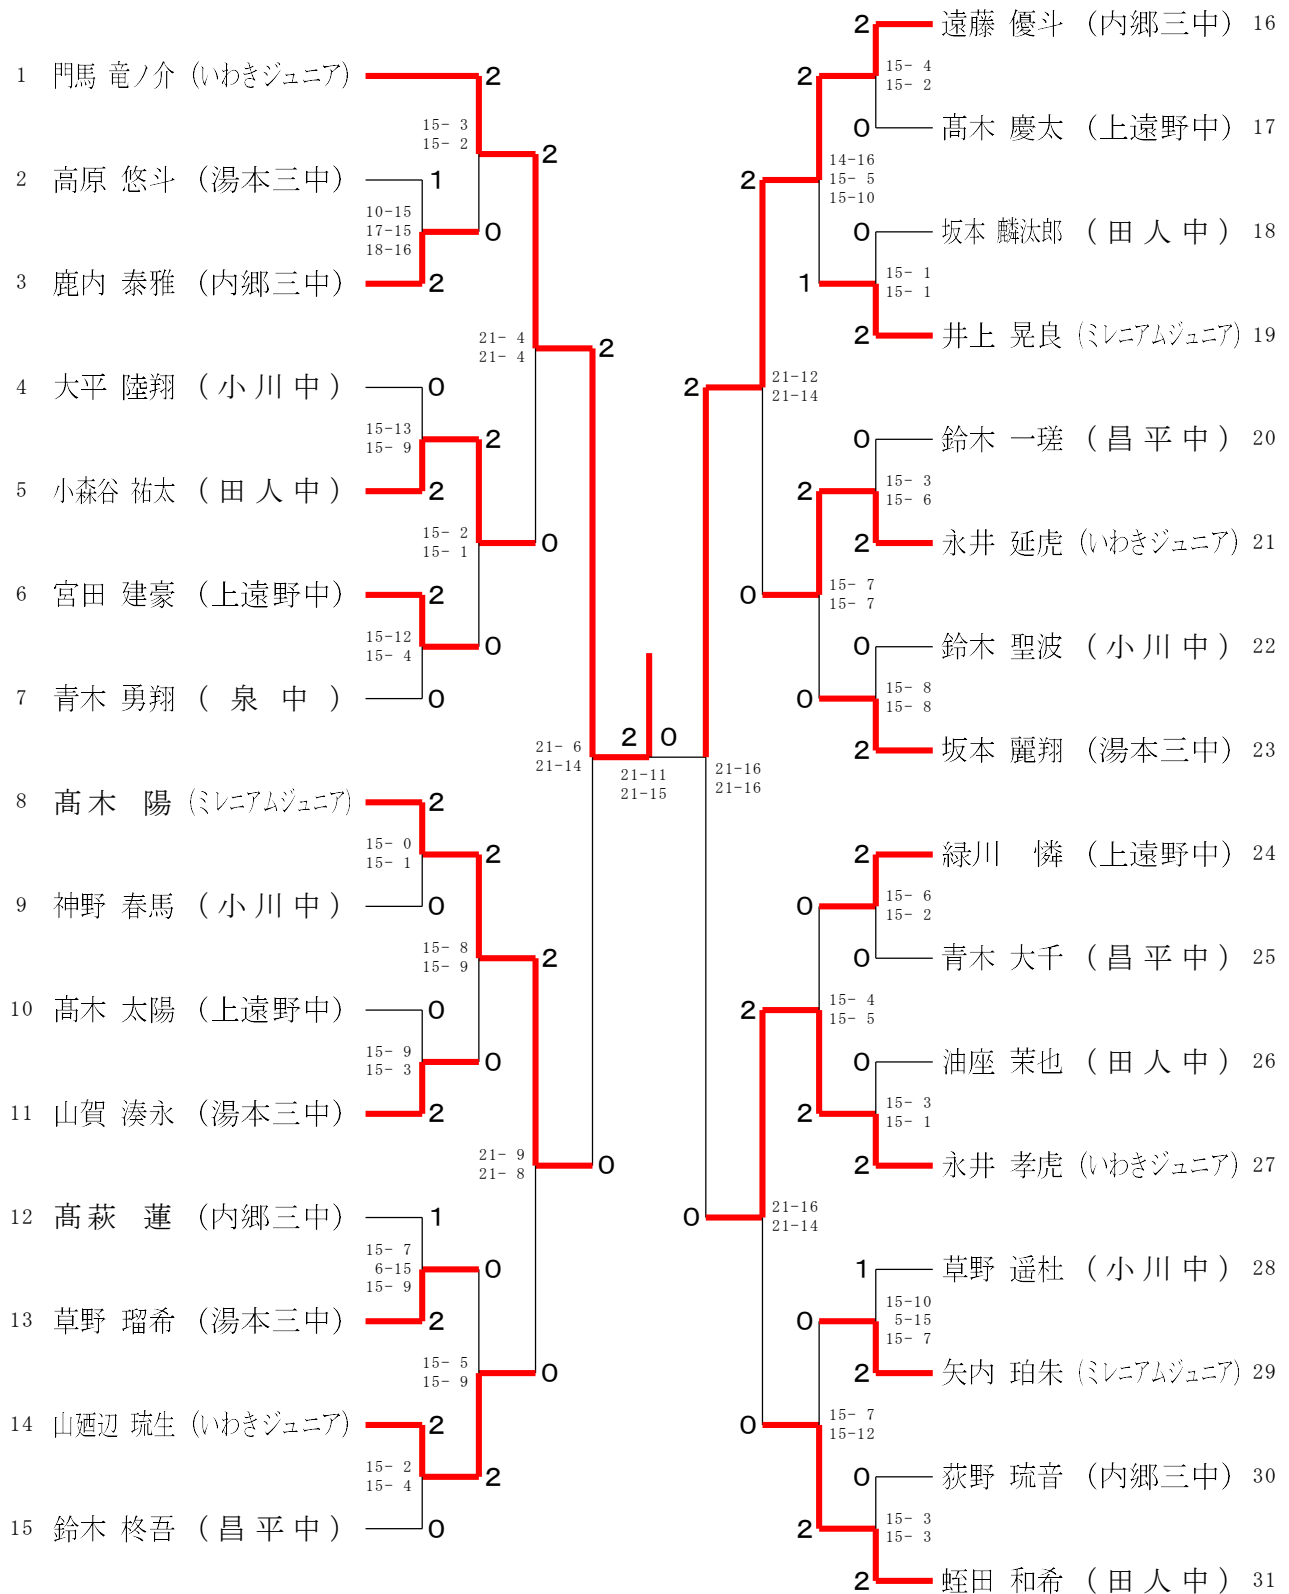 1 門馬 竜ノ介 (いわきジュニア) 2
15- 3
15- 2
2
2 高原 悠斗 (湯本三中) 1
10-15
17-15
18-16
0
3 鹿内 泰雅 (内郷三中) 2
21- 4
21- 4
2
4 大平 陸翔 (小川中) 0
15-13
15- 9
2
5 小森谷 祐太 (田人中) 2
15- 2
15- 1
0
6 宮田 建豪 (上遠野中) 2
15-12
15- 4
0
7 青木 勇翔 (泉中) 0
21- 6
21-14
2 0
21-11
21-15
8 髙木 陽 (ミレニアムジュニア) 2
15- 0
15- 1
2
9 神野 春馬 (小川中) 0
15- 8
15- 9
2
10 髙木 太陽 (上遠野中) 0
15- 9
15- 3
0
11 山賀 湊永 (湯本三中) 2
21- 9
21- 8
0
12 髙萩 蓮 (内郷三中) 1
15- 7
6-15
15- 9
0
13 草野 瑠希 (湯本三中) 2
15- 5
15- 9
0
14 山廼辺 琉生 (いわきジュニア) 2
15- 2
15- 4
2
15 鈴木 柊吾 (昌平中) 0
2 遠藤 優斗 (内郷三中) 16
2
15- 4
15- 2
0 髙木 慶太 (上遠野中) 17
2
14-16
15- 5
15-10
0 坂本 麟汰郎 (田人中) 18
1
15- 1
15- 1
2 井上 晃良 (ミレニアムジュニア) 19
2
21-12
21-14
0 鈴木 一瑳 (昌平中) 20
2
15- 3
15- 6
2 永井 延虎 (いわきジュニア) 21
0
15- 7
15- 7
0 鈴木 聖波 (小川中) 22
0
15- 8
15- 8
2 坂本 麗翔 (湯本三中) 23
21-16
21-16
2 緑川 憐 (上遠野中) 24
0
15- 6
15- 2
0 青木 大千 (昌平中) 25
2
15- 4
15- 5
0 油座 茉也 (田人中) 26
2
15- 3
15- 1
2 永井 孝虎 (いわきジュニア) 27
0
21-16
21-14
1 草野 遥杜 (小川中) 28
0
15-10
5-15
15- 7
2 矢内 珀朱 (ミレニアムジュニア) 29
0
15- 7
15-12
0 荻野 琉音 (内郷三中) 30
2
15- 3
15- 3
2 蛭田 和希 (田人中) 31